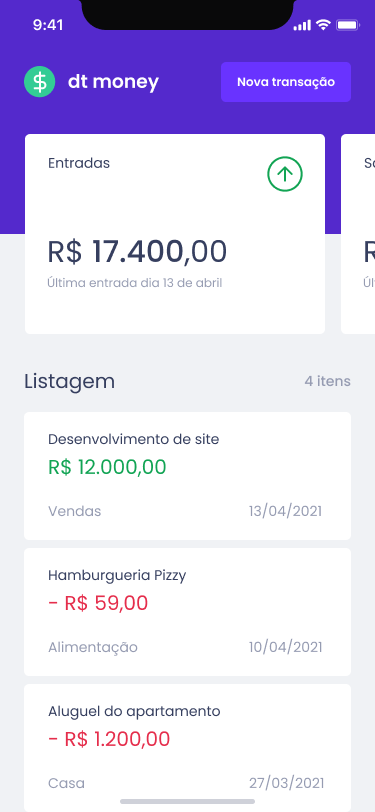 9:41
dt money
Nova transação
Entradas
R$ 17.400,00
Última entrada dia 13 de abril
Listagem
4 itens
Desenvolvimento de site
R$ 12.000,00
Vendas
13/04/2021
Hamburgueria Pizzy
- R$ 59,00
Alimentação
10/04/2021
Aluguel do apartamento
- R$ 1.200,00
Casa
27/03/2021